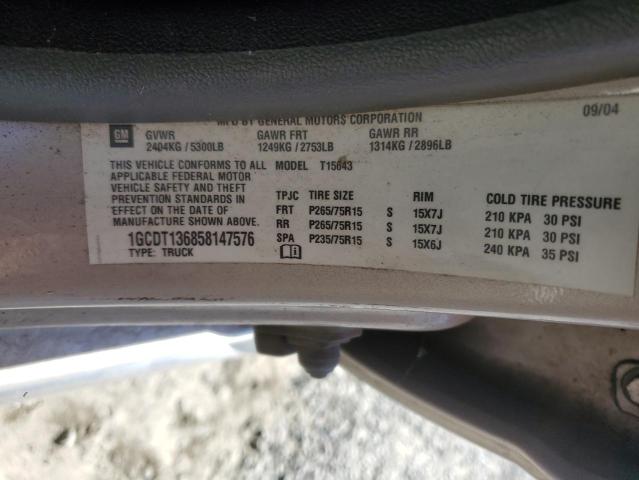 MFD BY GENERAL MOTORS CORPORATION 09/04
GM GVWR GAWR FRT GAWR RR
2404KG / 5300LB 1249KG / 2753LB 1314KG / 2896LB
THIS VEHICLE CONFORMS TO ALL MODEL T15643
APPLICABLE FEDERAL MOTOR
VEHICLE SAFETY AND THEFT
PREVENTION STANDARDS IN TPJC TIRE SIZE RIM COLD TIRE PRESSURE
EFFECT ON THE DATE OF FRT P265/75R15 S 15X7J 210 KPA 30 PSI
MANUFACTURE SHOWN ABOVE. RR P265/75R15 S 15X7J 210 KPA 30 PSI
1GCDT136858147576 SPA P235/75R15 S 15X6J 240 KPA 35 PSI
TYPE: TRUCK